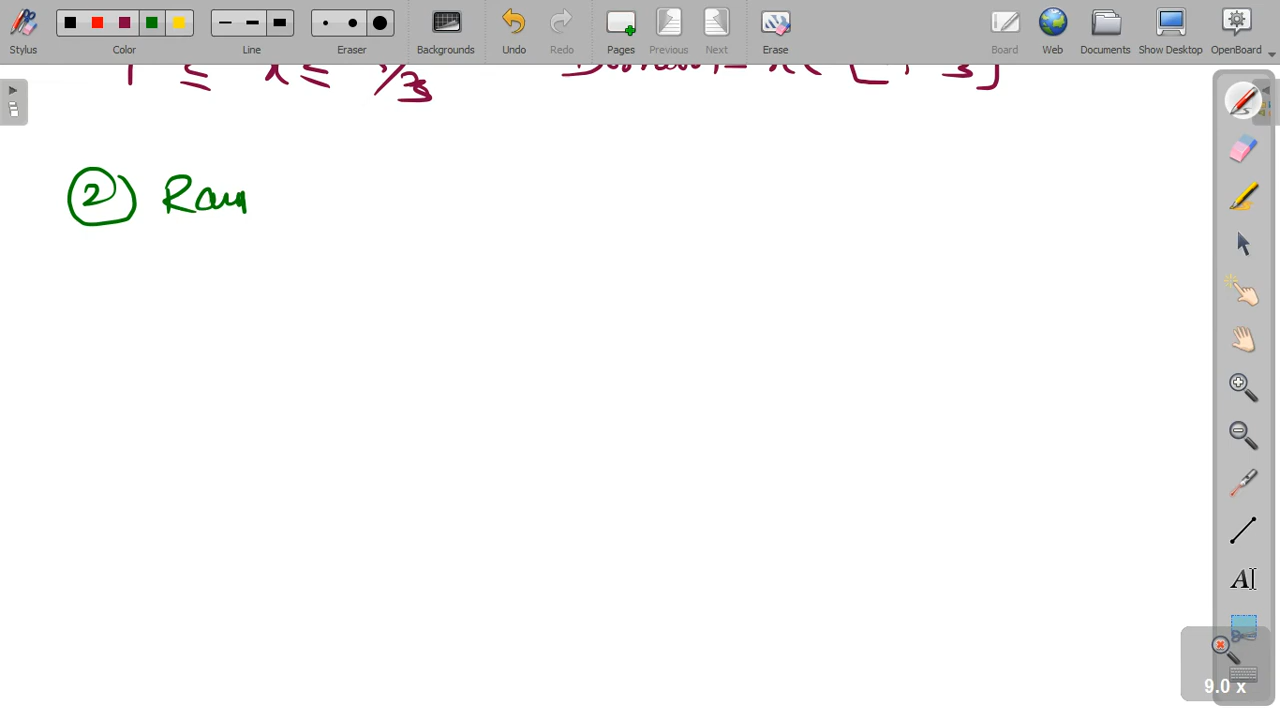 Stylus
Color
Line
Eraser
Backgrounds
Undo
Redo
Pages
Previous
Next
Erase
Board
Web
Documents
Show Desktop
OpenBoard
≤ x ≤
② Ran
9.0 x